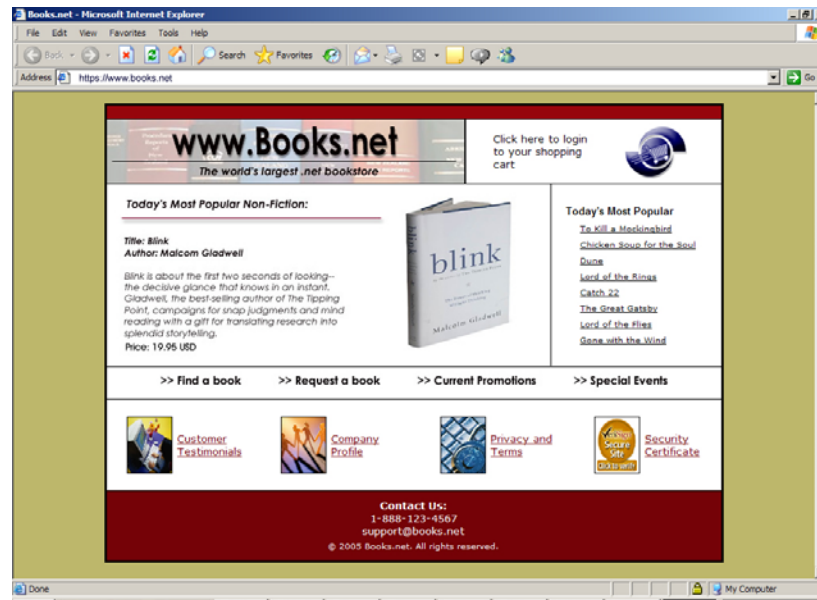 Books.net - Microsoft Internet Explorer
File Edit View Favorites Tools Help
Back Search Favorites
Address https://www.books.net Go
www.Books.net
The world's largest .net bookstore
Click here to login
to your shopping
cart
Today's Most Popular Non-Fiction:
Title: Blink
Author: Malcom Gladwell
Blink is about the first two seconds of looking--
the decisive glance that knows in an instant.
Gladwell, the best-selling author of The Tipping
Point, campaigns for snap judgments and mind
reading with a gift for translating research into
splendid storytelling.
Price: 19.95 USD
blink
Malcolm Gladwell
Today's Most Popular
To Kill a Mockingbird
Chicken Soup for the Soul
Dune
Lord of the Rings
Catch 22
The Great Gatsby
Lord of the Flies
Gone with the Wind
>> Find a book >> Request a book >> Current Promotions >> Special Events
Customer
Testimonials
Company
Profile
Privacy and
Terms
Secure
Site
Security
Certificate
Contact Us:
1-888-123-4567
support@books.net
© 2005 Books.net. All rights reserved.
Done My Computer